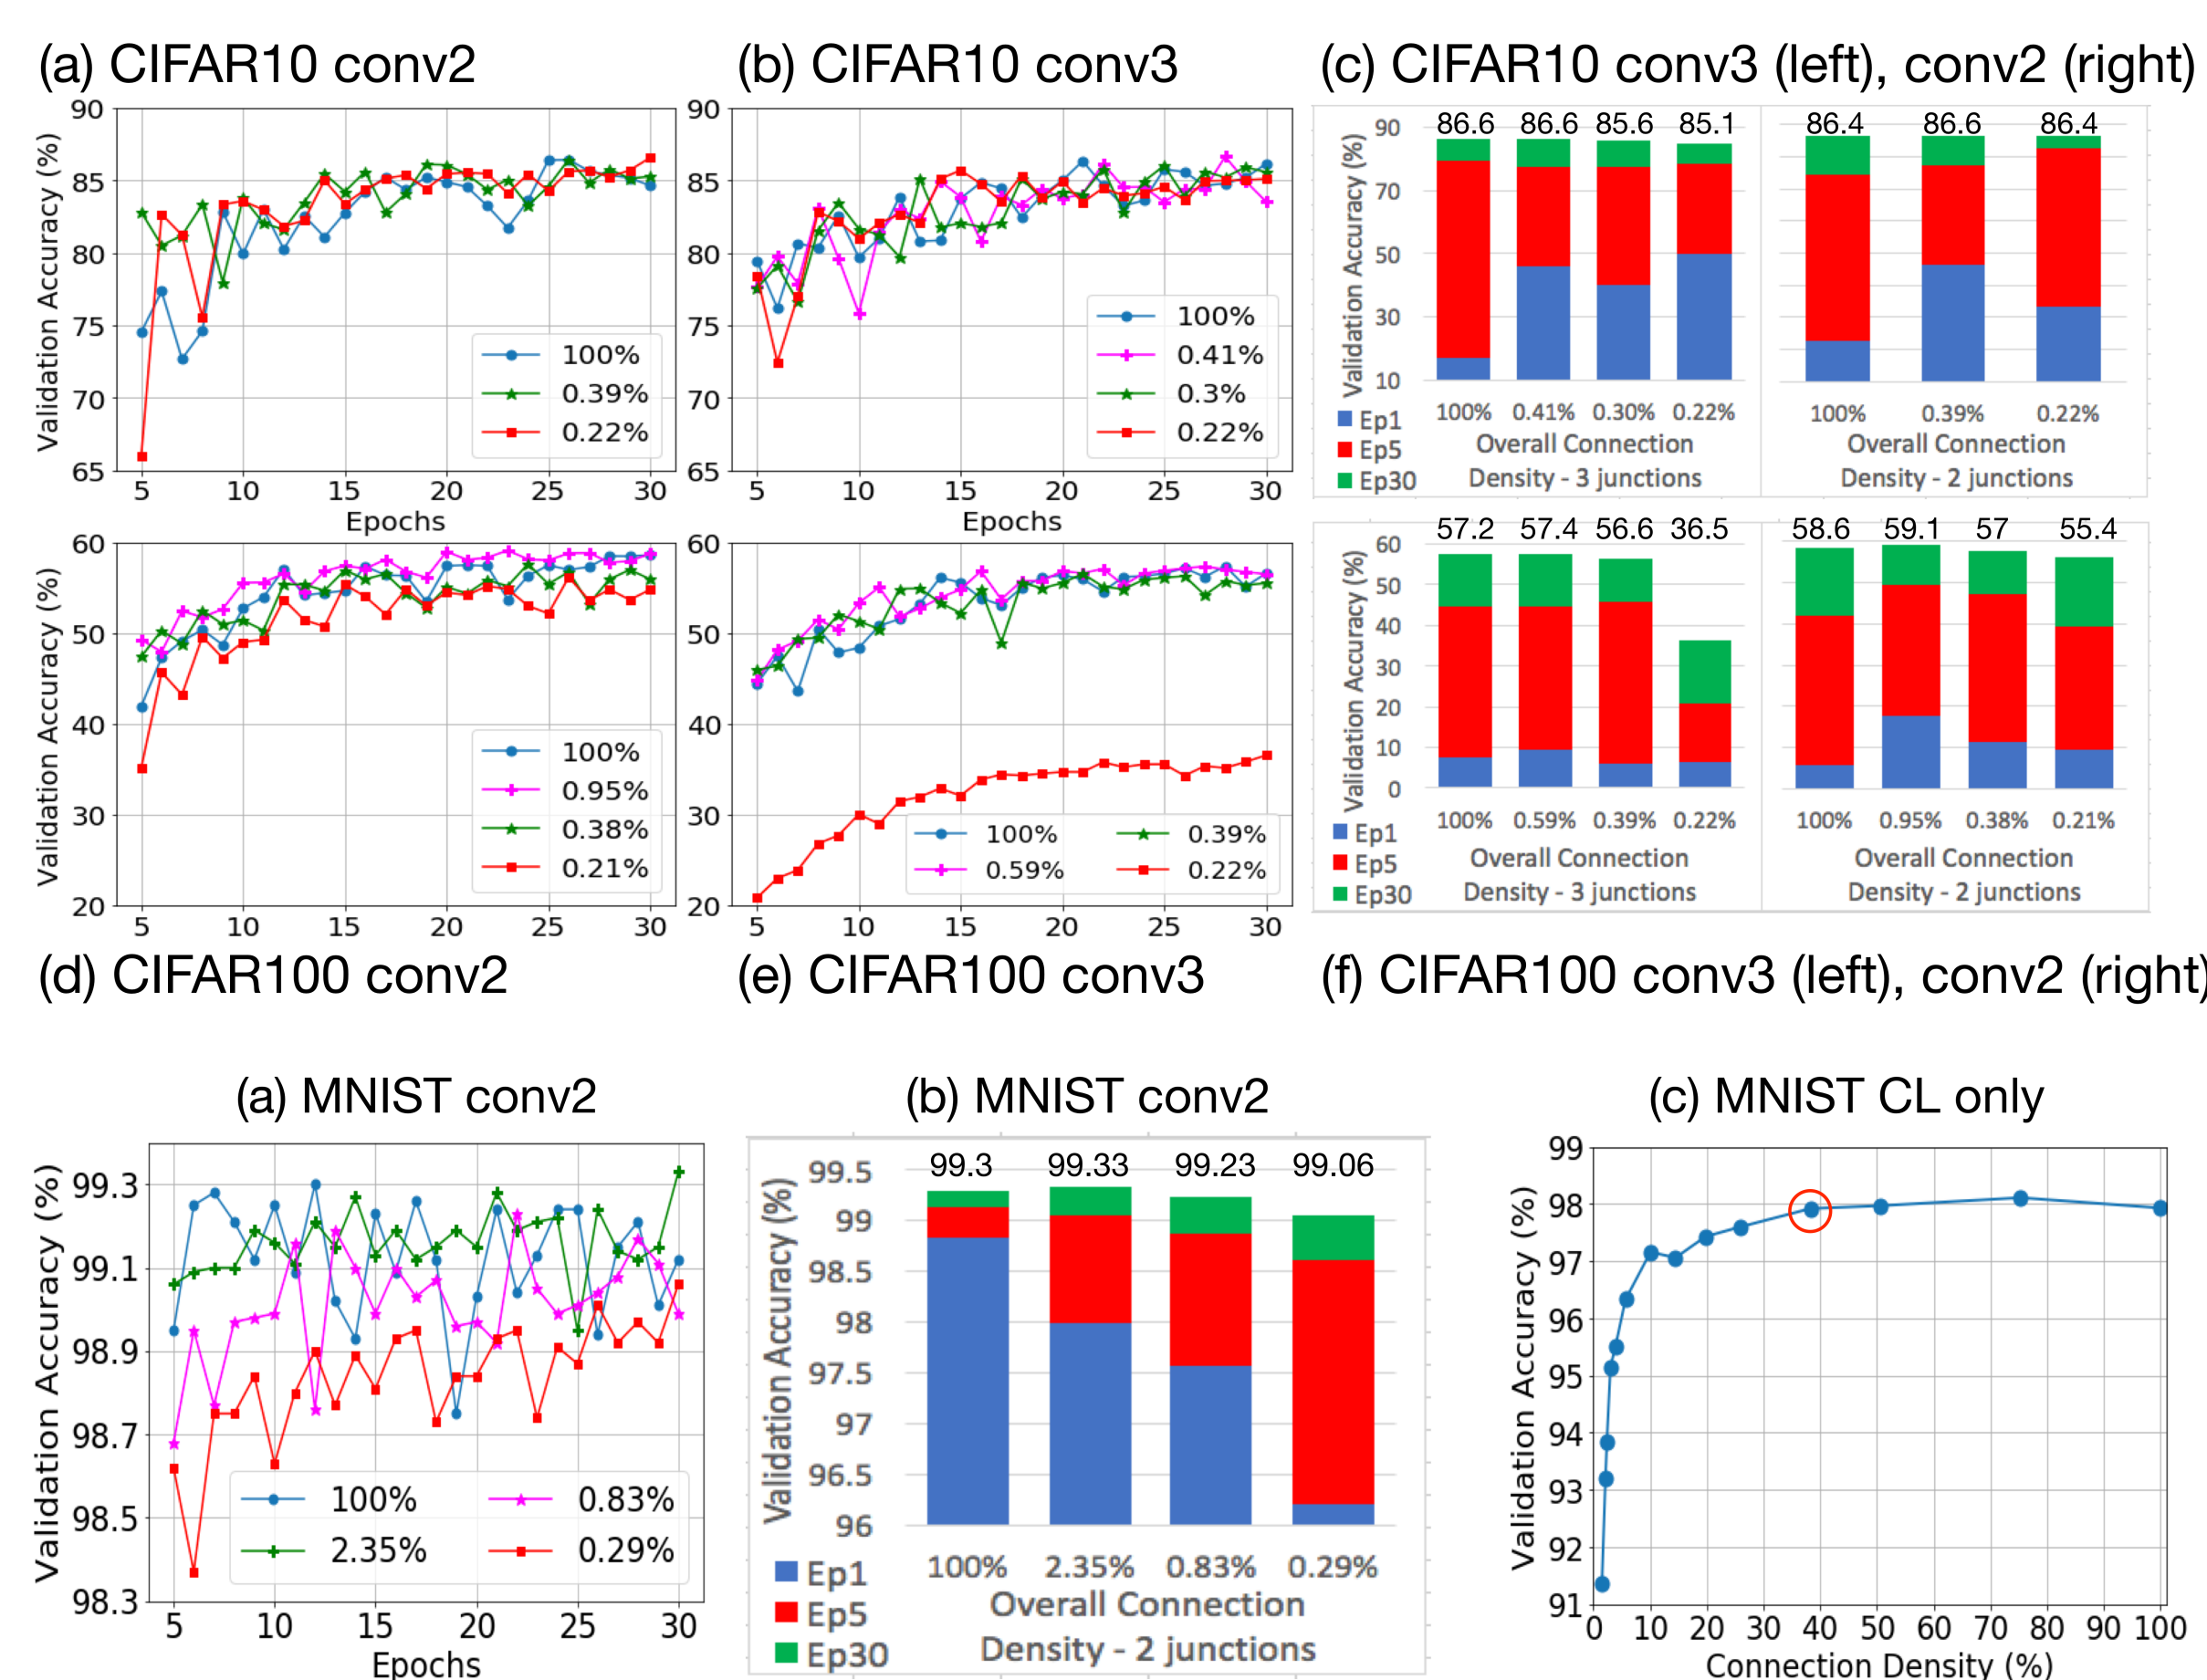 (a) CIFAR10 conv2
(b) CIFAR10 conv3
(c) CIFAR10 conv3 (left), conv2 (right)
Validation Accuracy (%)
90
85
80
75
70
65
100%
0.39%
0.22%
5 10 15 20 25 30
Epochs
90
85
80
75
70
65
100%
0.41%
0.3%
0.22%
5 10 15 20 25 30
Epochs
Validation Accuracy (%)
90
70
50
30
10
86.6 86.6 85.6 85.1
86.4 86.6 86.4
100% 0.41% 0.30% 0.22%
100% 0.39% 0.22%
Ep1
Ep5
Ep30
Overall Connection
Density - 3 junctions
Overall Connection
Density - 2 junctions
Validation Accuracy (%)
60
50
40
30
20
100%
0.95%
0.38%
0.21%
5 10 15 20 25 30
60
50
40
30
20
100% 0.39%
0.59% 0.22%
5 10 15 20 25 30
Validation Accuracy (%)
60
50
40
30
20
10
0
57.2 57.4 56.6 36.5
58.6 59.1 57 55.4
100% 0.59% 0.39% 0.22%
100% 0.95% 0.38% 0.21%
Ep1
Ep5
Ep30
Overall Connection
Density - 3 junctions
Overall Connection
Density - 2 junctions
(d) CIFAR100 conv2
(e) CIFAR100 conv3
(f) CIFAR100 conv3 (left), conv2 (right)
(a) MNIST conv2
(b) MNIST conv2
(c) MNIST CL only
Validation Accuracy (%)
99.3
99.1
98.9
98.7
98.5
98.3
100% 0.83%
2.35% 0.29%
5 10 15 20 25 30
Epochs
Validation Accuracy (%)
99.5
99
98.5
98
97.5
97
96.5
96
99.3 99.33 99.23 99.06
100% 2.35% 0.83% 0.29%
Ep1
Ep5
Ep30
Overall Connection
Density - 2 junctions
Validation Accuracy (%)
99
98
97
96
95
94
93
92
91
0 10 20 30 40 50 60 70 80 90 100
Connection Density (%)